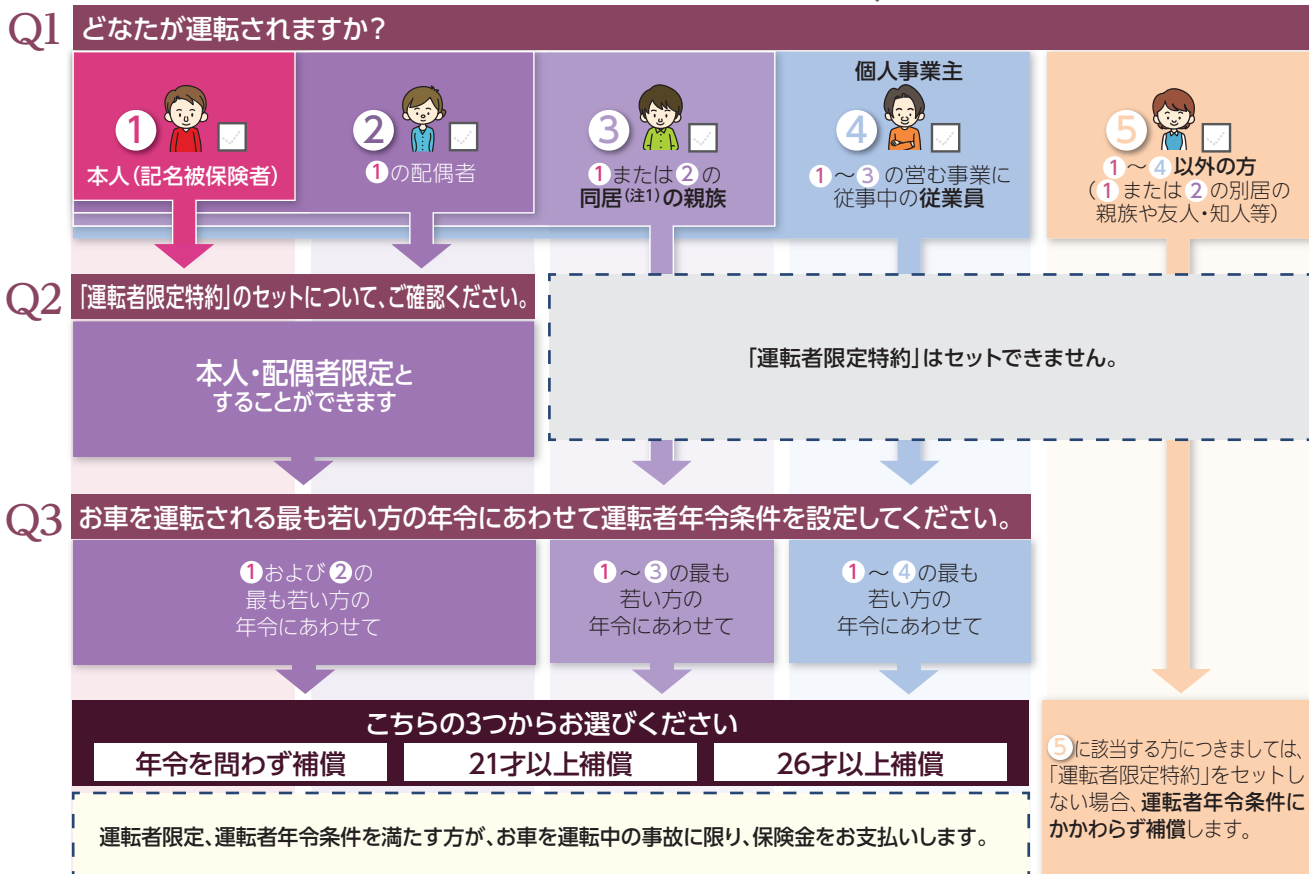 Q1 どなたが運転されますか?
1
本人(記名被保険者)
2
1の配偶者
3
1または2の
同居(注1)の親族
個人事業主
4
1～3の営む事業に
従事中の従業員
5
1～4以外の方
(1または2の別居の
親族や友人・知人等)
Q2 「運転者限定特約」のセットについて、ご確認ください。
本人・配偶者限定と
することができます
「運転者限定特約」はセットできません。
Q3 お車を運転される最も若い方の年令にあわせて運転者年令条件を設定してください。
1および2の
最も若い方の
年令にあわせて
1～3の最も
若い方の
年令にあわせて
1～4の最も
若い方の
年令にあわせて
こちらの3つからお選びください
年令を問わず補償
21才以上補償
26才以上補償
運転者限定、運転者年令条件を満たす方が、お車を運転中の事故に限り、保険金をお支払いします。
5に該当する方につきましては、
「運転者限定特約」をセットし
ない場合、運転者年令条件に
かかわらず補償します。